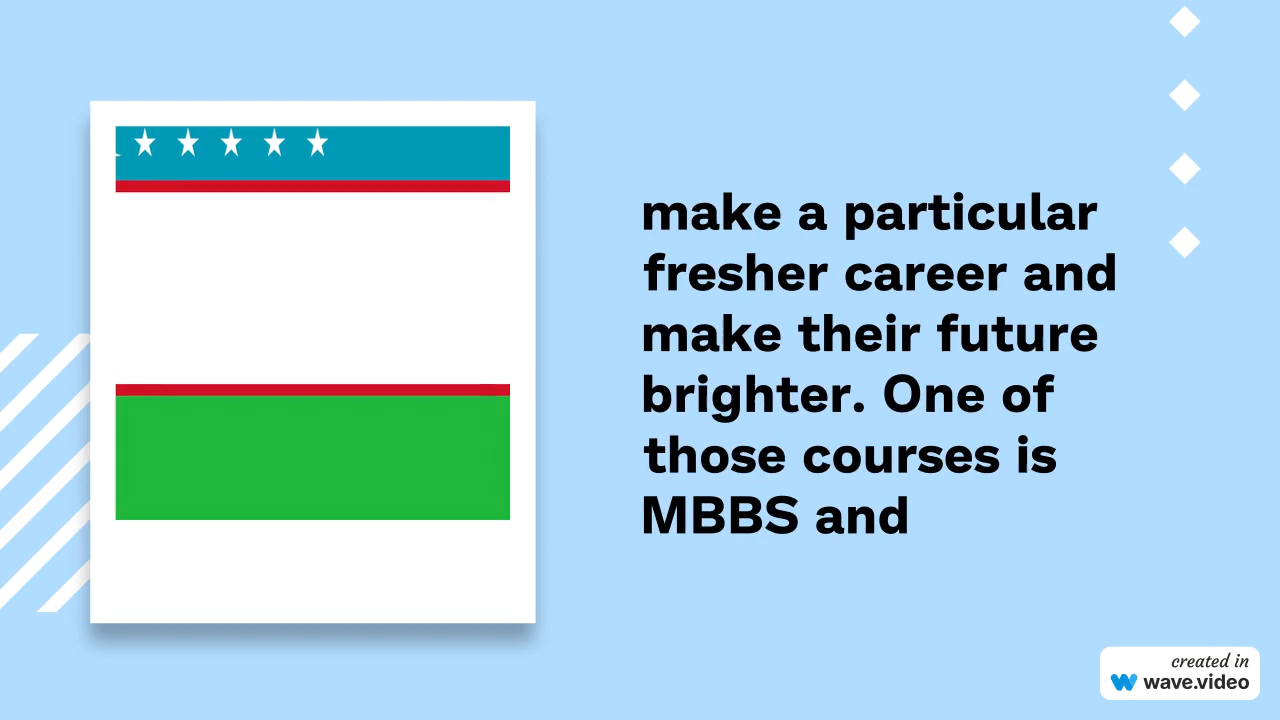 make a particular
fresher career and
make their future
brighter. One of
those courses is
MBBS and
created in
wave.video